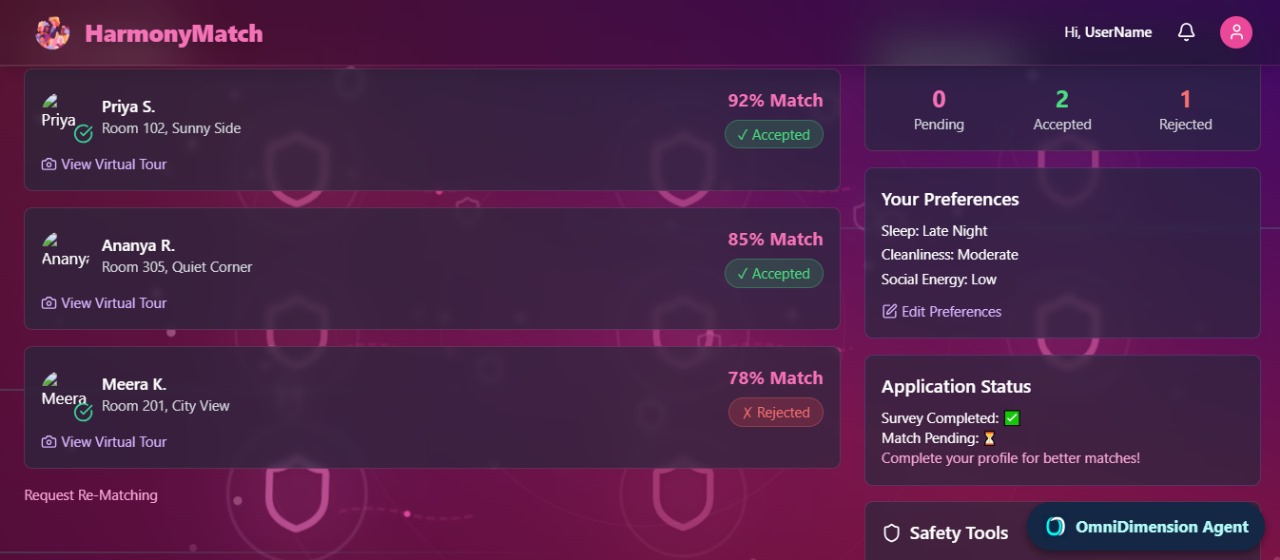 HarmonyMatch
Hi, UserName
Priya
Priya S.
Room 102, Sunny Side
92% Match
✓ Accepted
View Virtual Tour
Ananya
Ananya R.
Room 305, Quiet Corner
85% Match
✓ Accepted
View Virtual Tour
Meera
Meera K.
Room 201, City View
78% Match
✗ Rejected
View Virtual Tour
Request Re-Matching
0
2
1
Pending
Accepted
Rejected
Your Preferences
Sleep: Late Night
Cleanliness: Moderate
Social Energy: Low
Edit Preferences
Application Status
Survey Completed: ✅
Match Pending: ⏳
Complete your profile for better matches!
Safety Tools
OmniDimension Agent